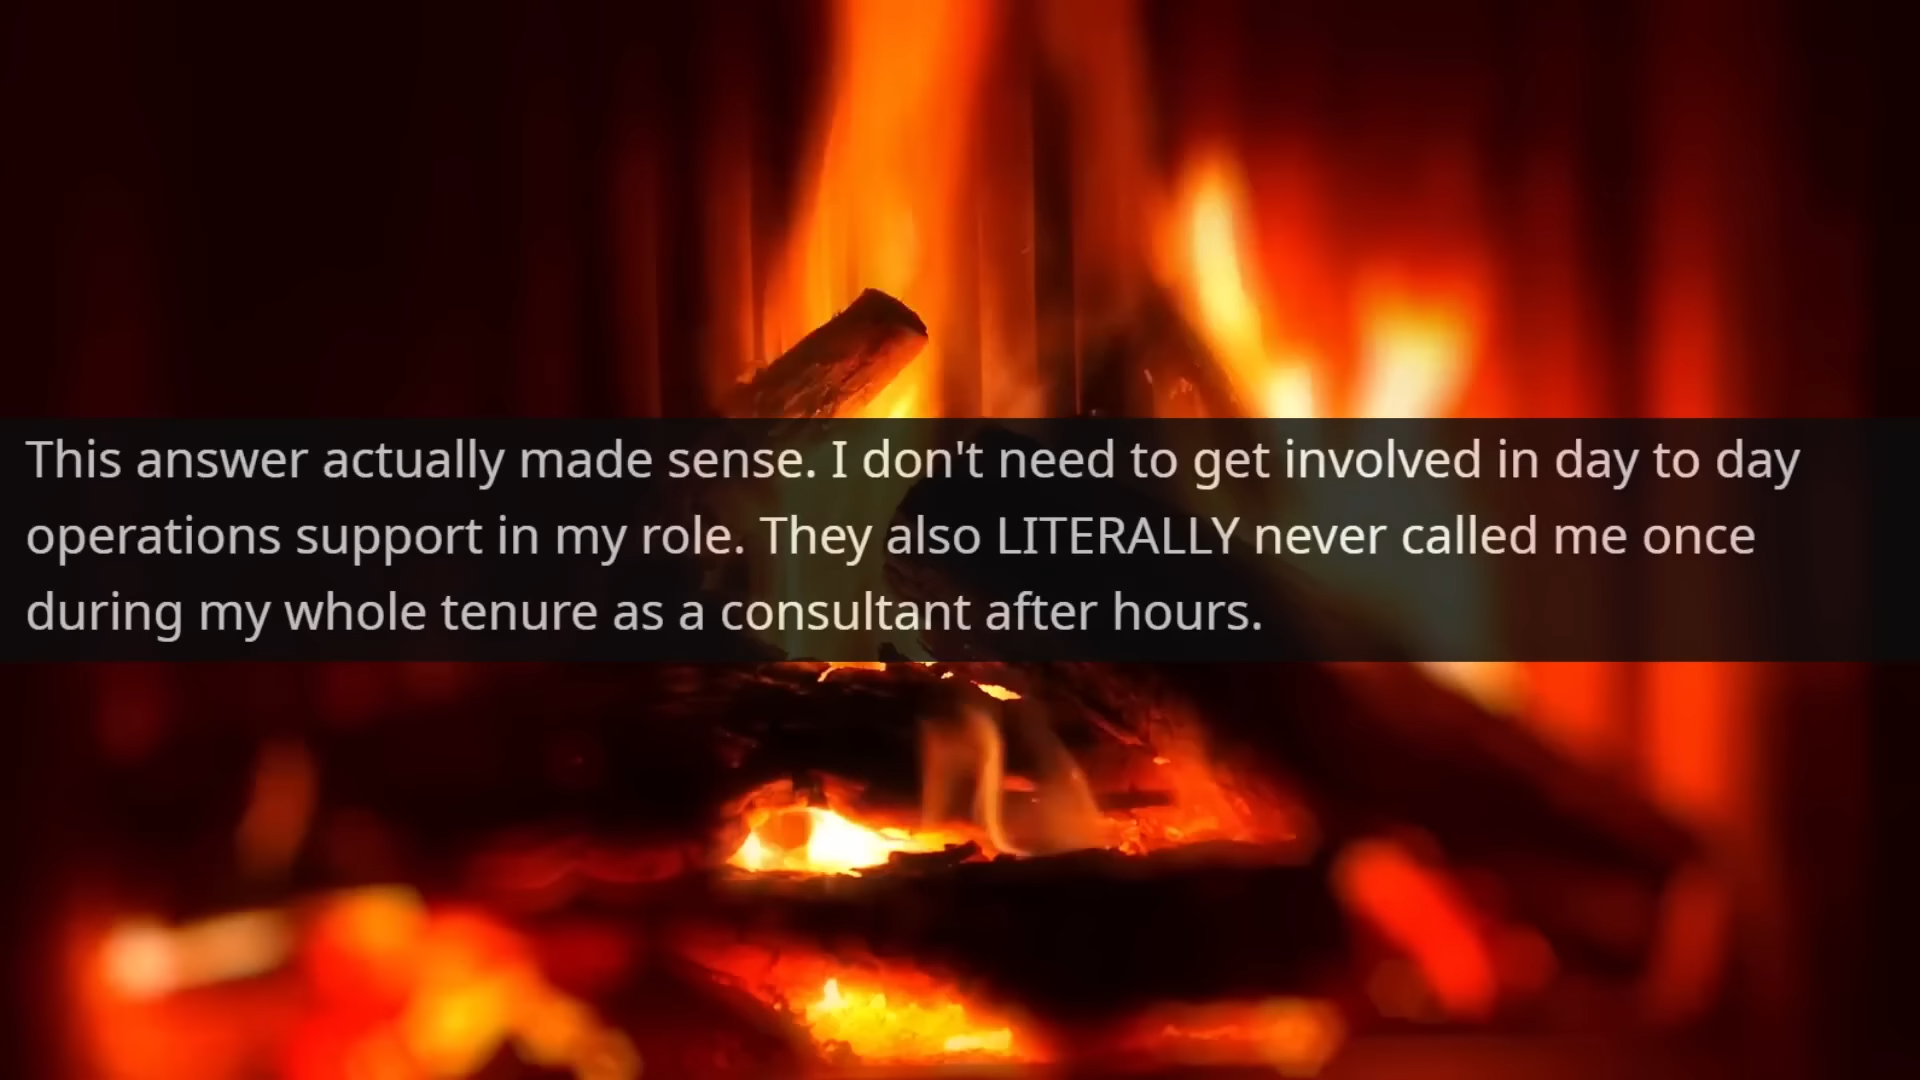 This answer actually made sense. I don't need to get involved in day to day
operations support in my role. They also LITERALLY never called me once
during my whole tenure as a consultant after hours.